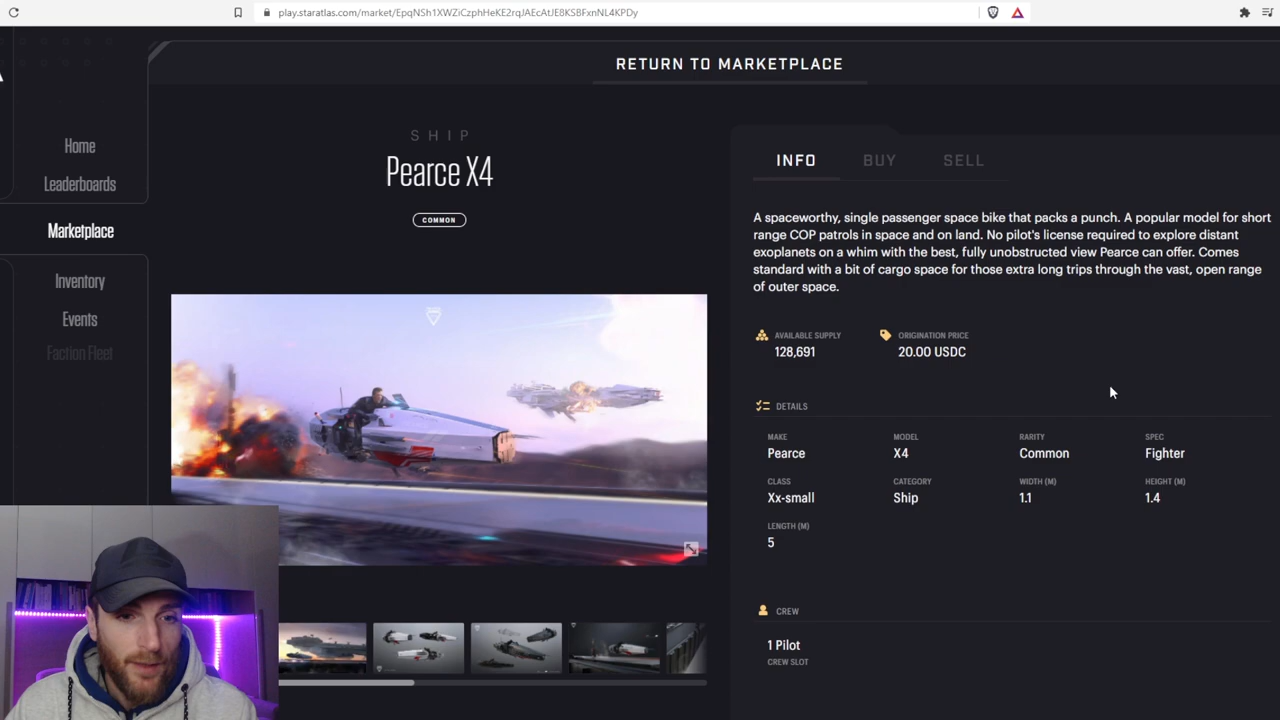 play.staratlas.com/market/EpqNSh1XWZiCzphHeKE2rqJAEcAtJE8KSBFxnNL4KPDy
RETURN TO MARKETPLACE
Home
Leaderboards
Marketplace
Inventory
Events
Faction Fleet
SHIP
Pearce X4
COMMON
INFO BUY SELL
A spaceworthy, single passenger space bike that packs a punch. A popular model for short
range COP patrols in space and on land. No pilot's license required to explore distant
exoplanets on a whim with the best, fully unobstructed view Pearce can offer. Comes
standard with a bit of cargo space for those extra long trips through the vast, open range
of outer space.
AVAILABLE SUPPLY ORIGINATION PRICE
128,691 20.00 USDC
DETAILS
MAKE MODEL RARITY SPEC
Pearce X4 Common Fighter
CLASS CATEGORY WIDTH (M) HEIGHT (M)
Xx-small Ship 1.1 1.4
LENGTH (M)
5
CREW
1 Pilot
CREW SLOT